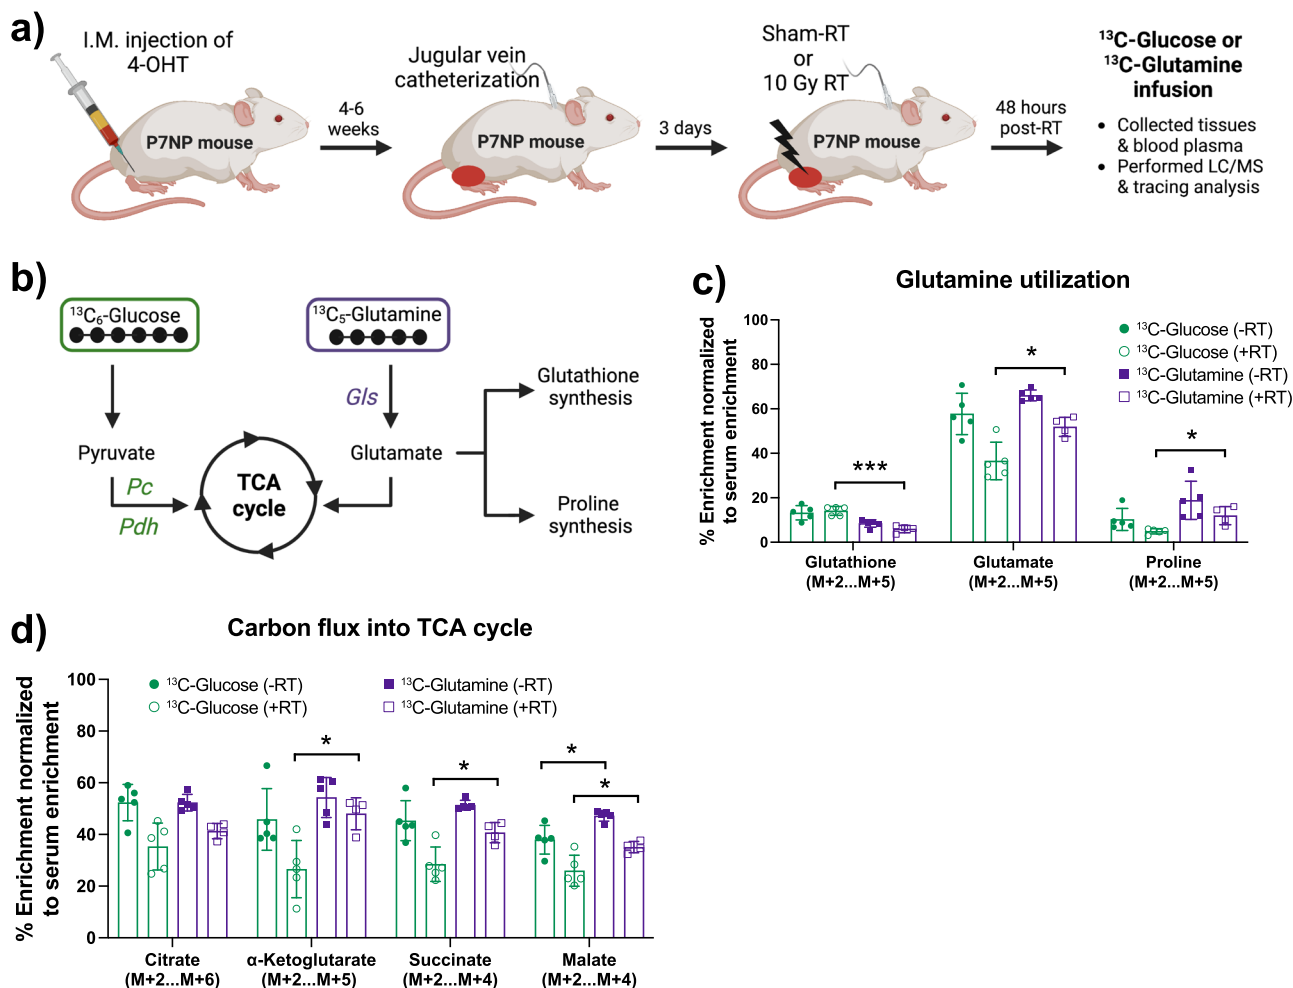 a)
I.M. injection of
4-OHT
P7NP mouse
4-6
weeks
Jugular vein
catheterization
P7NP mouse
3 days
Sham-RT
or
10 Gy RT
P7NP mouse
48 hours
post-RT
¹³C-Glucose or
¹³C-Glutamine
infusion
• Collected tissues
& blood plasma
• Performed LC/MS
& tracing analysis
b)
¹³C₆-Glucose
¹³C₅-Glutamine
Gls
Pyruvate
Glutamate
Pc
Pdh
TCA
cycle
Glutathione
synthesis
Proline
synthesis
c)
Glutamine utilization
% Enrichment normalized
to serum enrichment
100
80
60
40
20
0
¹³C-Glucose (-RT)
¹³C-Glucose (+RT)
¹³C-Glutamine (-RT)
¹³C-Glutamine (+RT)
***
*
*
Glutathione
(M+2...M+5)
Glutamate
(M+2...M+5)
Proline
(M+2...M+5)
d)
Carbon flux into TCA cycle
% Enrichment normalized
to serum enrichment
100
80
60
40
20
0
¹³C-Glucose (-RT)
¹³C-Glucose (+RT)
¹³C-Glutamine (-RT)
¹³C-Glutamine (+RT)
*
*
*
*
Citrate
(M+2...M+6)
α-Ketoglutarate
(M+2...M+5)
Succinate
(M+2...M+4)
Malate
(M+2...M+4)